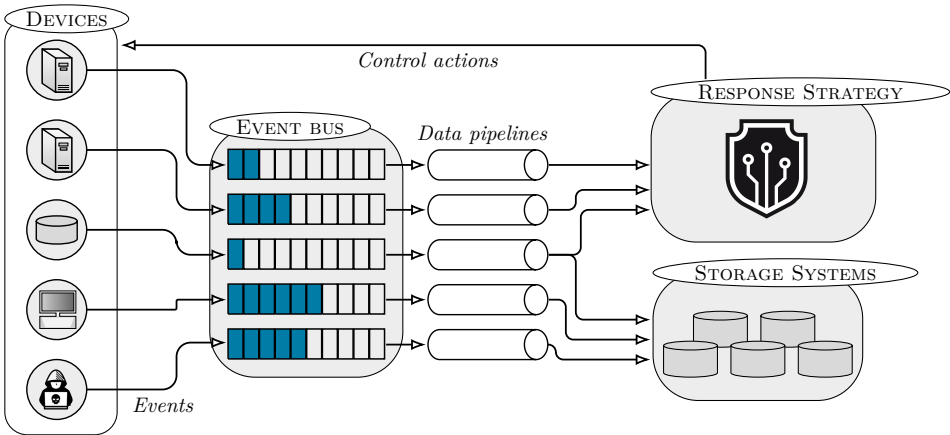 DEVICES
Control actions
RESPONSE STRATEGY
EVENT BUS
Data pipelines
STORAGE SYSTEMS
Events